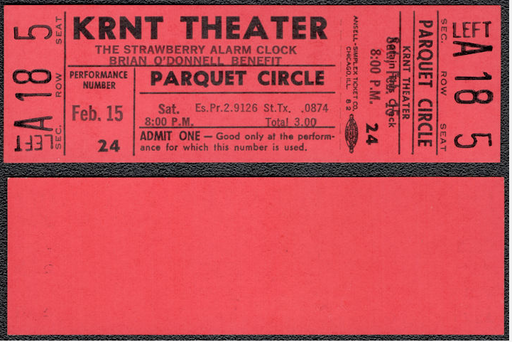 LEFT A 18 5
SEC. ROW SEAT
KRNT THEATER
THE STRAWBERRY ALARM CLOCK
BRIAN O'DONNELL BENEFIT
PERFORMANCE
NUMBER
Feb. 15
24
PARQUET CIRCLE
Sat. Es.Pr.2.9126 St.Tx. .0874
8:00 P.M. Total 3.00
ADMIT ONE — Good only at the perform-
ance for which this number is used.
ANSELL-SIMPLEX TICKET CO.
CHICAGO, ILL.
24
8:00 P.M.
KRNT THEATER
PARQUET CIRCLE
SEC. ROW SEAT
LEFT A 18 5